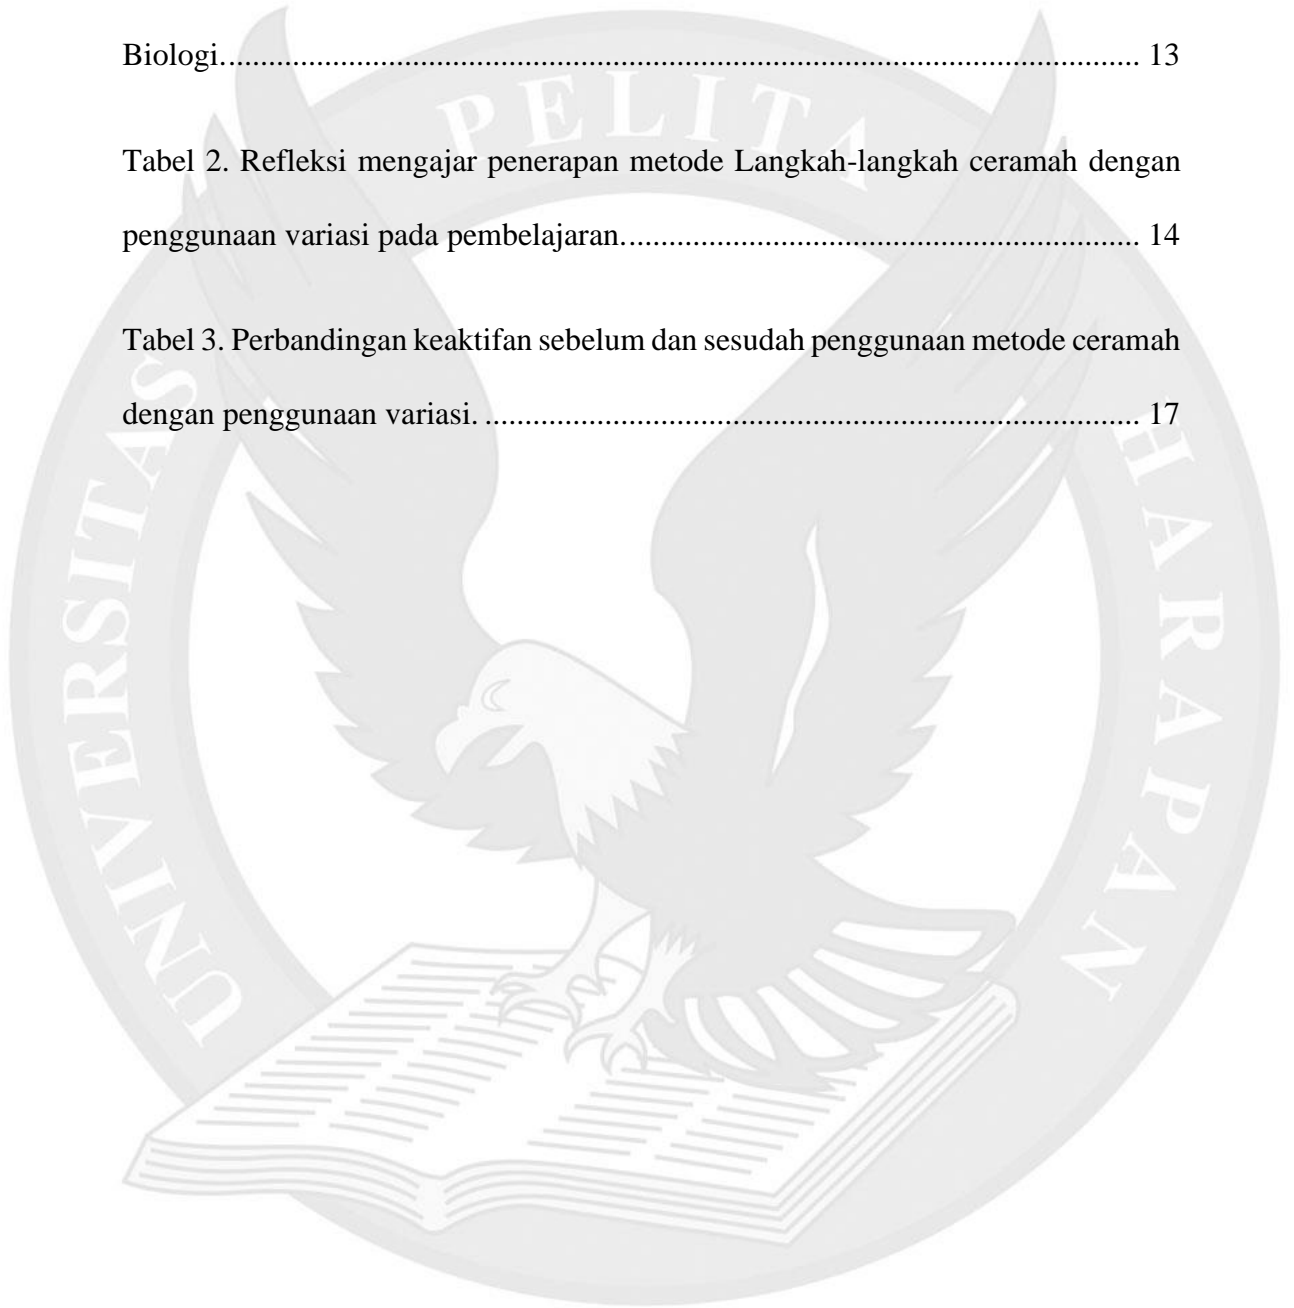 Biologi.................................................................................................................... 13
PELITA
Tabel 2. Refleksi mengajar penerapan metode Langkah-langkah ceramah dengan
penggunaan variasi pada pembelajaran................................................................. 14
Tabel 3. Perbandingan keaktifan sebelum dan sesudah penggunaan metode ceramah
dengan penggunaan variasi. .................................................................................. 17
UNIVERSITAS
HARAPAN